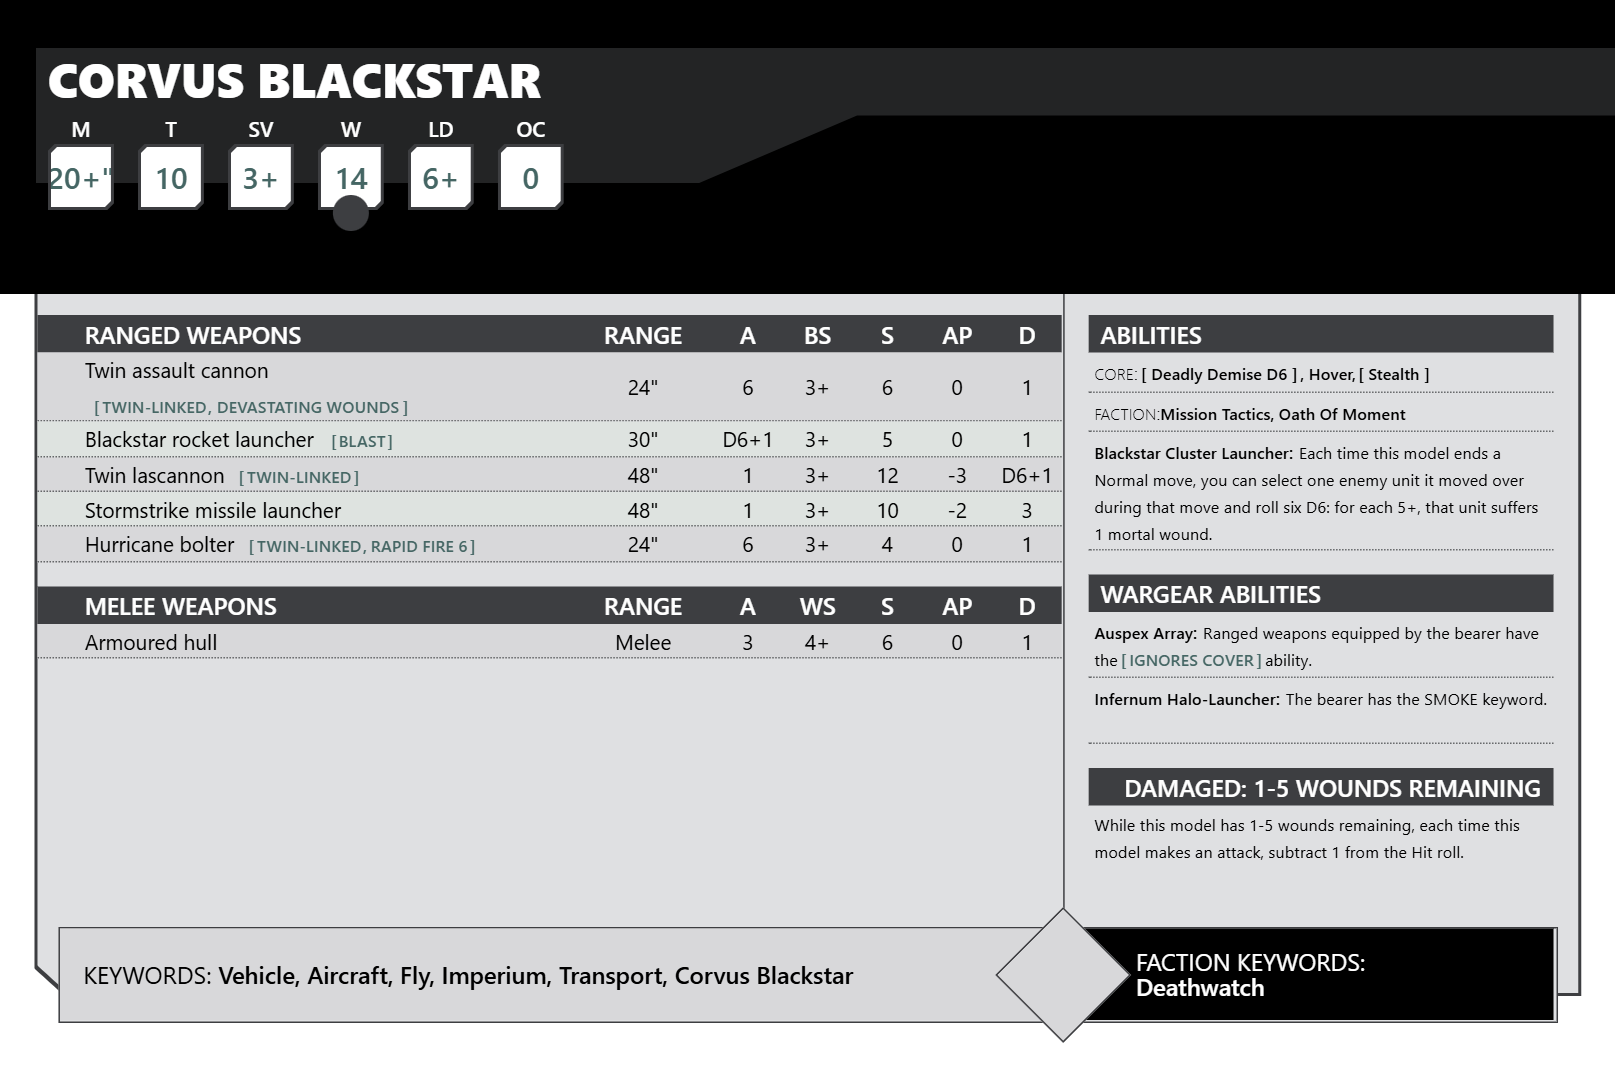 CORVUS BLACKSTAR
M T SV W LD OC
20+" 10 3+ 14 6+ 0
RANGED WEAPONS RANGE A BS S AP D
Twin assault cannon
[TWIN-LINKED, DEVASTATING WOUNDS] 24" 6 3+ 6 0 1
Blackstar rocket launcher [BLAST] 30" D6+1 3+ 5 0 1
Twin lascannon [TWIN-LINKED] 48" 1 3+ 12 -3 D6+1
Stormstrike missile launcher 48" 1 3+ 10 -2 3
Hurricane bolter [TWIN-LINKED, RAPID FIRE 6] 24" 6 3+ 4 0 1
MELEE WEAPONS RANGE A WS S AP D
Armoured hull Melee 3 4+ 6 0 1
ABILITIES
CORE: [ Deadly Demise D6 ], Hover, [ Stealth ]
FACTION:Mission Tactics, Oath Of Moment
Blackstar Cluster Launcher: Each time this model ends a
Normal move, you can select one enemy unit it moved over
during that move and roll six D6: for each 5+, that unit suffers
1 mortal wound.
WARGEAR ABILITIES
Auspex Array: Ranged weapons equipped by the bearer have
the [IGNORES COVER] ability.
Infernum Halo-Launcher: The bearer has the SMOKE keyword.
DAMAGED: 1-5 WOUNDS REMAINING
While this model has 1-5 wounds remaining, each time this
model makes an attack, subtract 1 from the Hit roll.
KEYWORDS: Vehicle, Aircraft, Fly, Imperium, Transport, Corvus Blackstar
FACTION KEYWORDS:
Deathwatch